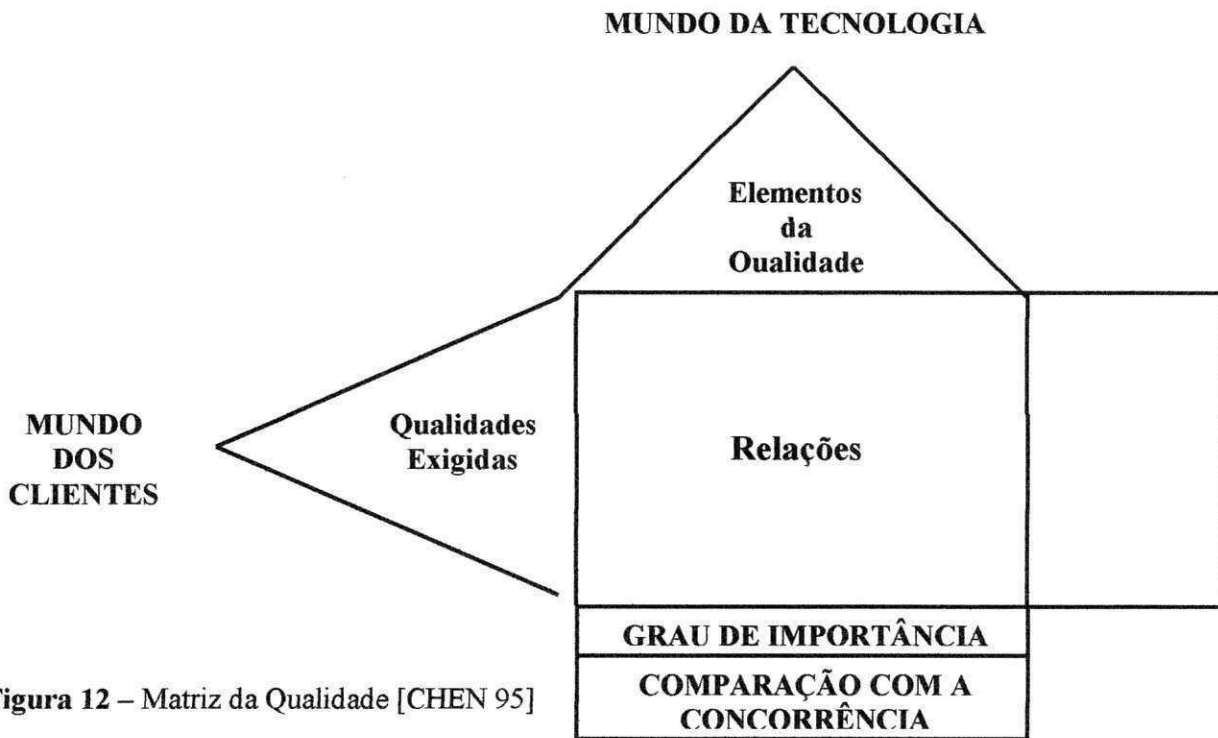 MUNDO DA TECNOLOGIA
Elementos
da
Qualidade
MUNDO
DOS
CLIENTES
Qualidades
Exigidas
Relações
GRAU DE IMPORTÂNCIA
COMPARAÇÃO COM A
CONCORRÊNCIA
igura 12 – Matriz da Qualidade [CHEN 95]